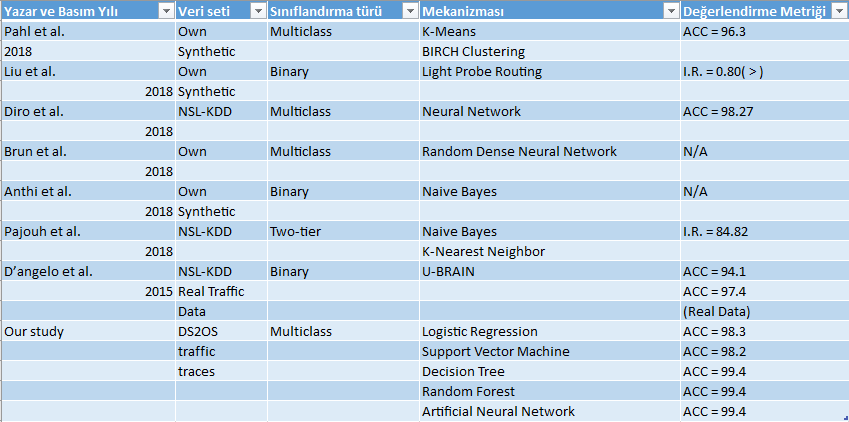 Yazar ve Basım Yılı Veri seti Sınıflandırma türü Mekanizması Değerlendirme Metriği
Pahl et al. Own Multiclass K-Means ACC = 96.3
2018 Synthetic BIRCH Clustering
Liu et al. Own Binary Light Probe Routing I.R. = 0.80( > )
2018 Synthetic
Diro et al. NSL-KDD Multiclass Neural Network ACC = 98.27
2018
Brun et al. Own Multiclass Random Dense Neural Network N/A
2018
Anthi et al. Own Binary Naive Bayes N/A
2018 Synthetic
Pajouh et al. NSL-KDD Two-tier Naive Bayes I.R. = 84.82
2018 K-Nearest Neighbor
D’angelo et al. NSL-KDD Binary U-BRAIN ACC = 94.1
2015 Real Traffic ACC = 97.4
Data (Real Data)
Our study DS2OS Multiclass Logistic Regression ACC = 98.3
traffic Support Vector Machine ACC = 98.2
traces Decision Tree ACC = 99.4
Random Forest ACC = 99.4
Artificial Neural Network ACC = 99.4